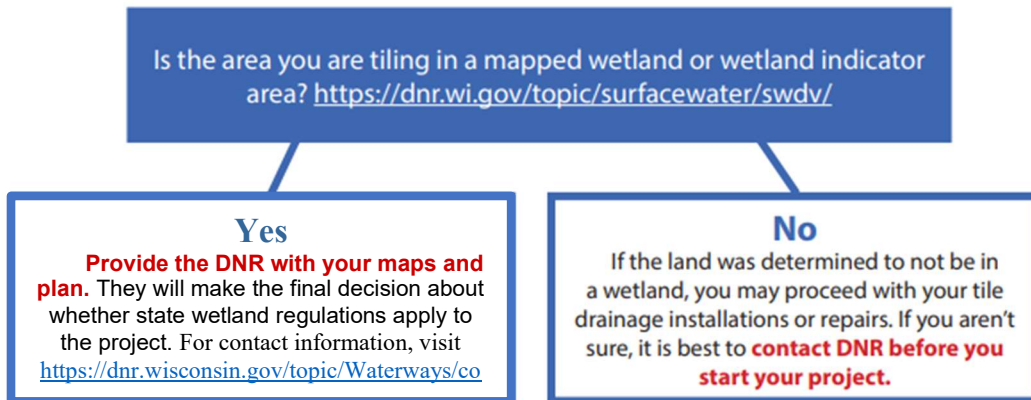 Is the area you are tiling in a mapped wetland or wetland indicator
area? https://dnr.wi.gov/topic/surfacewater/swdv/
Yes
Provide the DNR with your maps and
plan. They will make the final decision about
whether state wetland regulations apply to
the project. For contact information, visit
https://dnr.wisconsin.gov/topic/Waterways/co
No
If the land was determined to not be in
a wetland, you may proceed with your tile
drainage installations or repairs. If you aren't
sure, it is best to contact DNR before you
start your project.